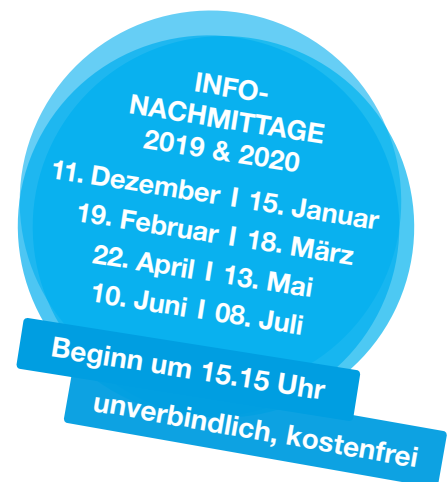 INFO-
NACHMITTAGE
2019 & 2020
11. Dezember I 15. Januar
19. Februar I 18. März
22. April I 13. Mai
10. Juni I 08. Juli
Beginn um 15.15 Uhr
unverbindlich, kostenfrei